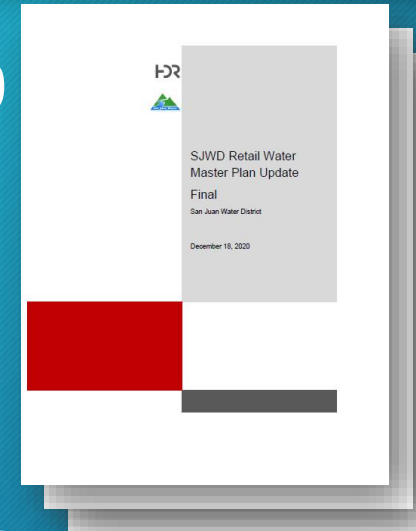 HDR
SJWD Retail Water
Master Plan Update
Final
San Juan Water District
December 18, 2020